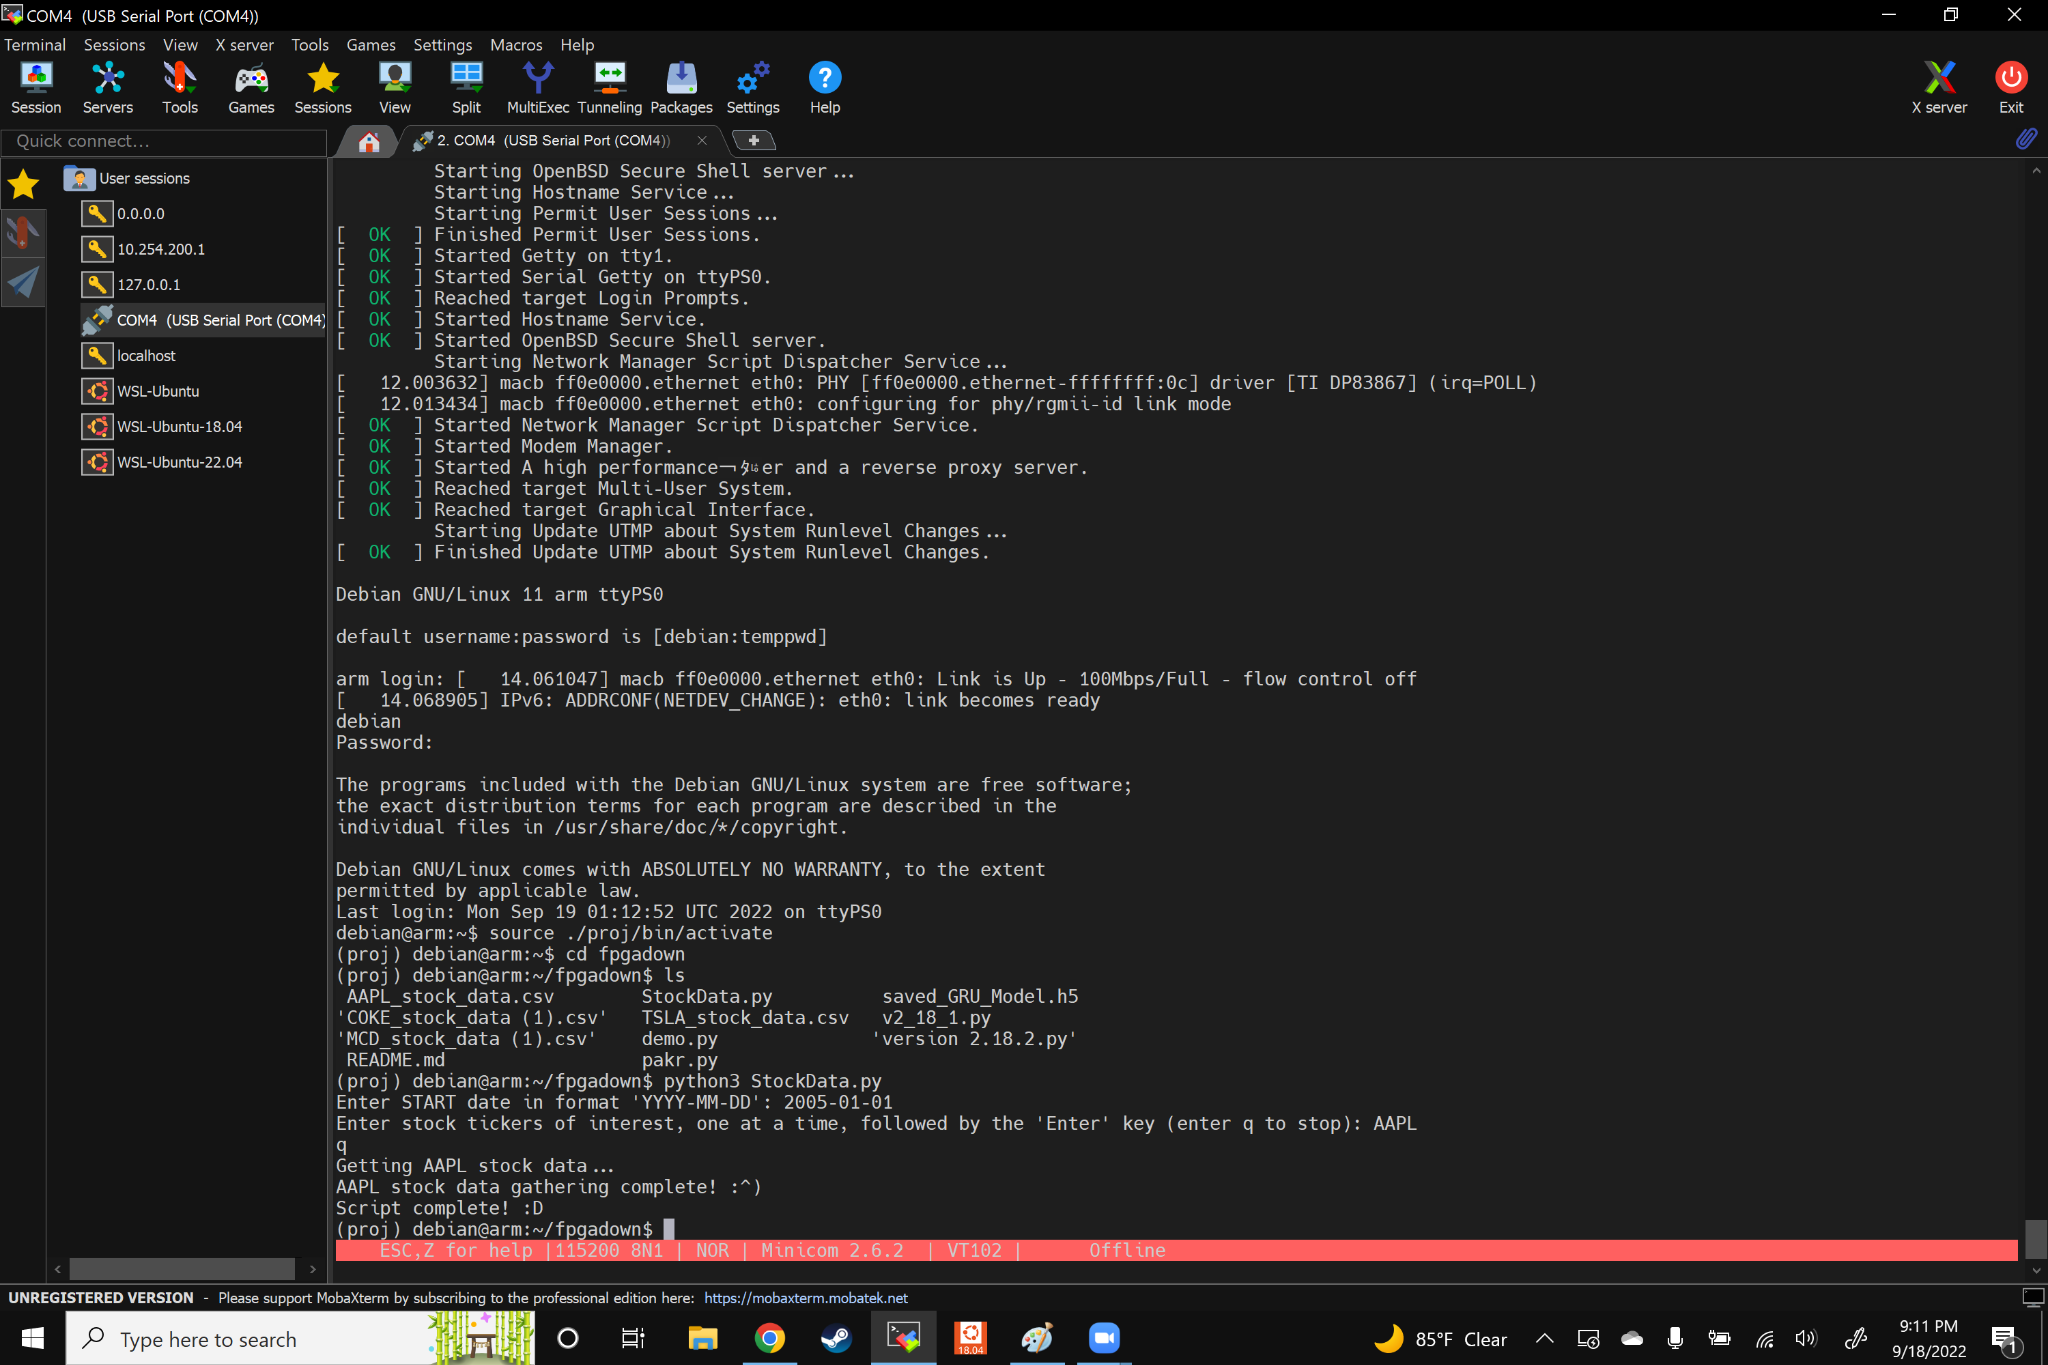 COM4  (USB Serial Port (COM4))
Terminal Sessions View X server Tools Games Settings Macros Help
Session Servers Tools Games Sessions View Split MultiExec Tunneling Packages Settings Help X server Exit
Quick connect...
2. COM4  (USB Serial Port (COM4))
User sessions
0.0.0.0
10.254.200.1
127.0.0.1
COM4  (USB Serial Port (COM4)
localhost
WSL-Ubuntu
WSL-Ubuntu-18.04
WSL-Ubuntu-22.04
         Starting OpenBSD Secure Shell server...
         Starting Hostname Service...
         Starting Permit User Sessions...
[  OK  ] Finished Permit User Sessions.
[  OK  ] Started Getty on tty1.
[  OK  ] Started Serial Getty on ttyPS0.
[  OK  ] Reached target Login Prompts.
[  OK  ] Started Hostname Service.
[  OK  ] Started OpenBSD Secure Shell server.
         Starting Network Manager Script Dispatcher Service...
[   12.003632] macb ff0e0000.ethernet eth0: PHY [ff0e0000.ethernet-ffffffff:0c] driver [TI DP83867] (irq=POLL)
[   12.013434] macb ff0e0000.ethernet eth0: configuring for phy/rgmii-id link mode
[  OK  ] Started Network Manager Script Dispatcher Service.
[  OK  ] Started Modem Manager.
[  OK  ] Started A high performance er and a reverse proxy server.
[  OK  ] Reached target Multi-User System.
[  OK  ] Reached target Graphical Interface.
         Starting Update UTMP about System Runlevel Changes...
[  OK  ] Finished Update UTMP about System Runlevel Changes.
Debian GNU/Linux 11 arm ttyPS0
default username:password is [debian:temppwd]
arm login: [   14.061047] macb ff0e0000.ethernet eth0: Link is Up - 100Mbps/Full - flow control off
[   14.068905] IPv6: ADDRCONF(NETDEV_CHANGE): eth0: link becomes ready
debian
Password:
The programs included with the Debian GNU/Linux system are free software;
the exact distribution terms for each program are described in the
individual files in /usr/share/doc/*/copyright.
Debian GNU/Linux comes with ABSOLUTELY NO WARRANTY, to the extent
permitted by applicable law.
Last login: Mon Sep 19 01:12:52 UTC 2022 on ttyPS0
debian@arm:~$ source ./proj/bin/activate
(proj) debian@arm:~$ cd fpgadown
(proj) debian@arm:~/fpgadown$ ls
 AAPL_stock_data.csv        StockData.py          saved_GRU_Model.h5
'COKE_stock_data (1).csv'   TSLA_stock_data.csv   v2_18_1.py
'MCD_stock_data (1).csv'    demo.py              'version 2.18.2.py'
 README.md                  pakr.py
(proj) debian@arm:~/fpgadown$ python3 StockData.py
Enter START date in format 'YYYY-MM-DD': 2005-01-01
Enter stock tickers of interest, one at a time, followed by the 'Enter' key (enter q to stop): AAPL
q
Getting AAPL stock data...
AAPL stock data gathering complete! :^)
Script complete! :D
(proj) debian@arm:~/fpgadown$
ESC,Z for help |115200 8N1 | NOR | Minicom 2.6.2  | VT102 |      Offline
UNREGISTERED VERSION  -  Please support MobaXterm by subscribing to the professional edition here:  https://mobaxterm.mobatek.net
Type here to search
18.04
85°F  Clear
9:11 PM
9/18/2022
1